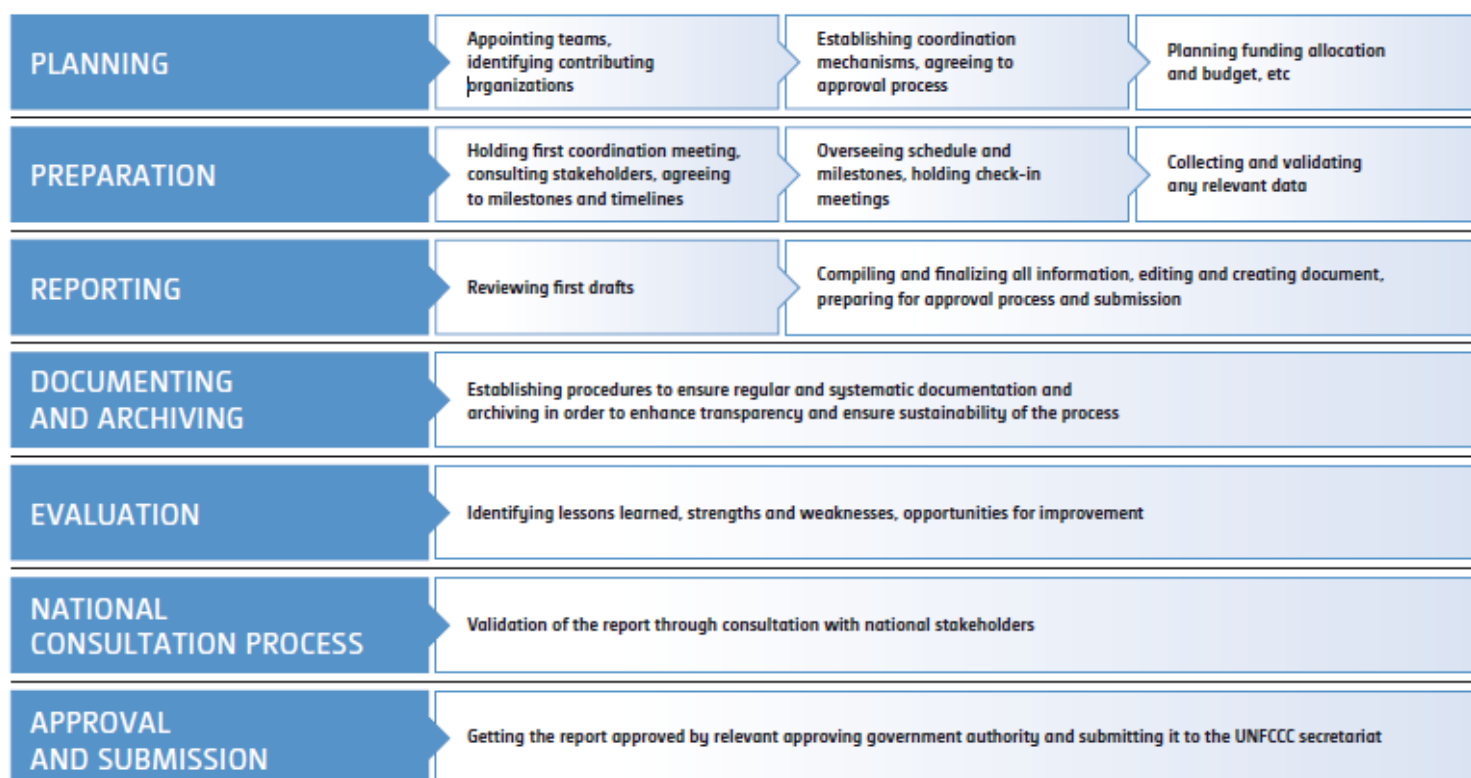 PLANNING
Appointing teams,
identifying contributing
organizations
Establishing coordination
mechanisms, agreeing to
approval process
Planning funding allocation
and budget, etc
PREPARATION
Holding first coordination meeting,
consulting stakeholders, agreeing
to milestones and timelines
Overseeing schedule and
milestones, holding check-in
meetings
Collecting and validating
any relevant data
REPORTING
Reviewing first drafts
Compiling and finalizing all information, editing and creating document,
preparing for approval process and submission
DOCUMENTING
AND ARCHIVING
Establishing procedures to ensure regular and systematic documentation and
archiving in order to enhance transparency and ensure sustainability of the process
EVALUATION
Identifying lessons learned, strengths and weaknesses, opportunities for improvement
NATIONAL
CONSULTATION PROCESS
Validation of the report through consultation with national stakeholders
APPROVAL
AND SUBMISSION
Getting the report approved by relevant approving government authority and submitting it to the UNFCCC secretariat